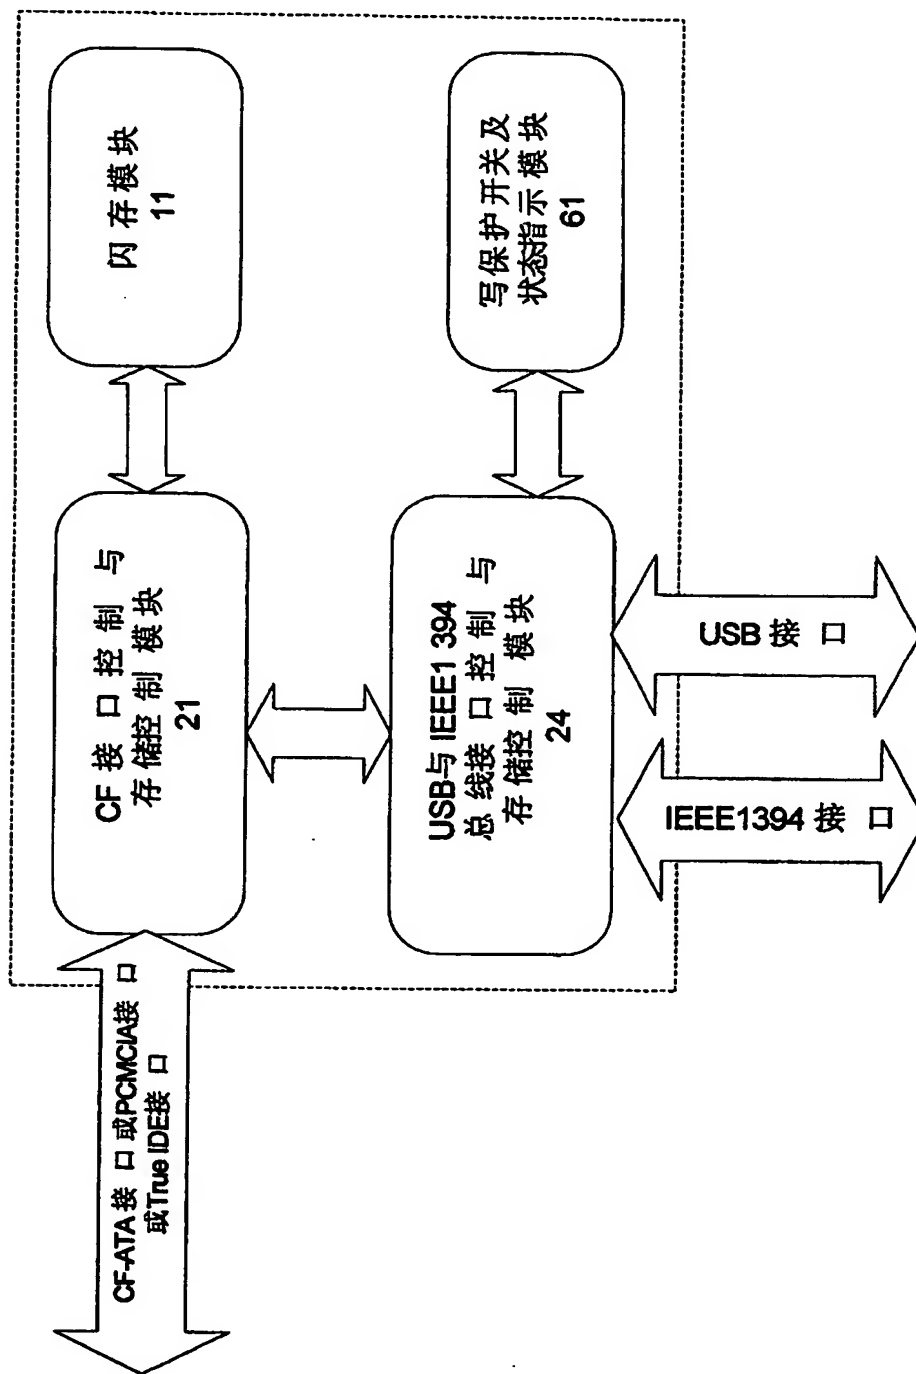 CF-ATA接口或PCMCIA接口
或True IDE接口
CF接口控制与
存储控制模块
21
闪存模块
11
USB与IEEE1394
总线接口控制与
存储控制模块
24
写保护开关及
状态指示模块
61
IEEE1394接口
USB接口